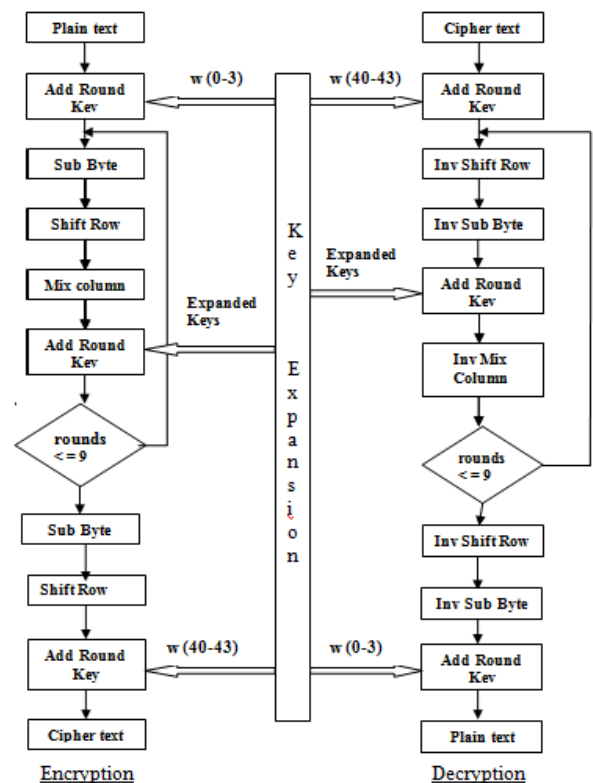 Plain text
Add Round
Kev
Sub Byte
Shift Row
Mix column
Add Round
Kev
rounds
< = 9
Sub Byte
Shift Row
Add Round
Key
Cipher text
Encryption
w (0-3)
w (40-43)
Expanded
Keys
K
e
y
E
x
p
a
n
s
i
o
n
Expanded
Keys
w (40-43)
w (0-3)
Cipher text
Add Round
Kev
Inv Shift Row
Inv Sub Byte
Add Round
Kev
Inv Mix
Column
rounds
< = 9
Inv Shift Row
Inv Sub Byte
Add Round
Kev
Plain text
Decryption